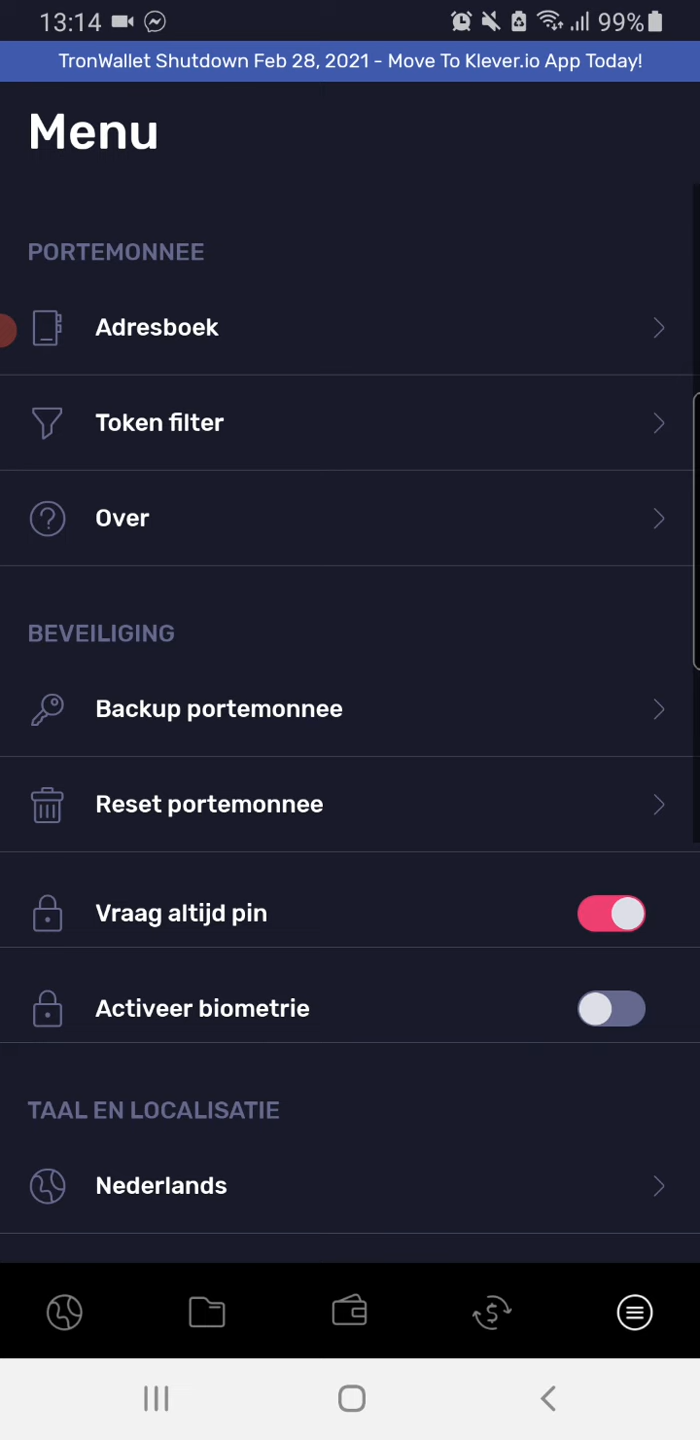 13:14
99%
TronWallet Shutdown Feb 28, 2021 - Move To Klever.io App Today!
Menu
PORTEMONNEE
Adresboek
Token filter
Over
BEVEILIGING
Backup portemonnee
Reset portemonnee
Vraag altijd pin
Activeer biometrie
TAAL EN LOCALISATIE
Nederlands